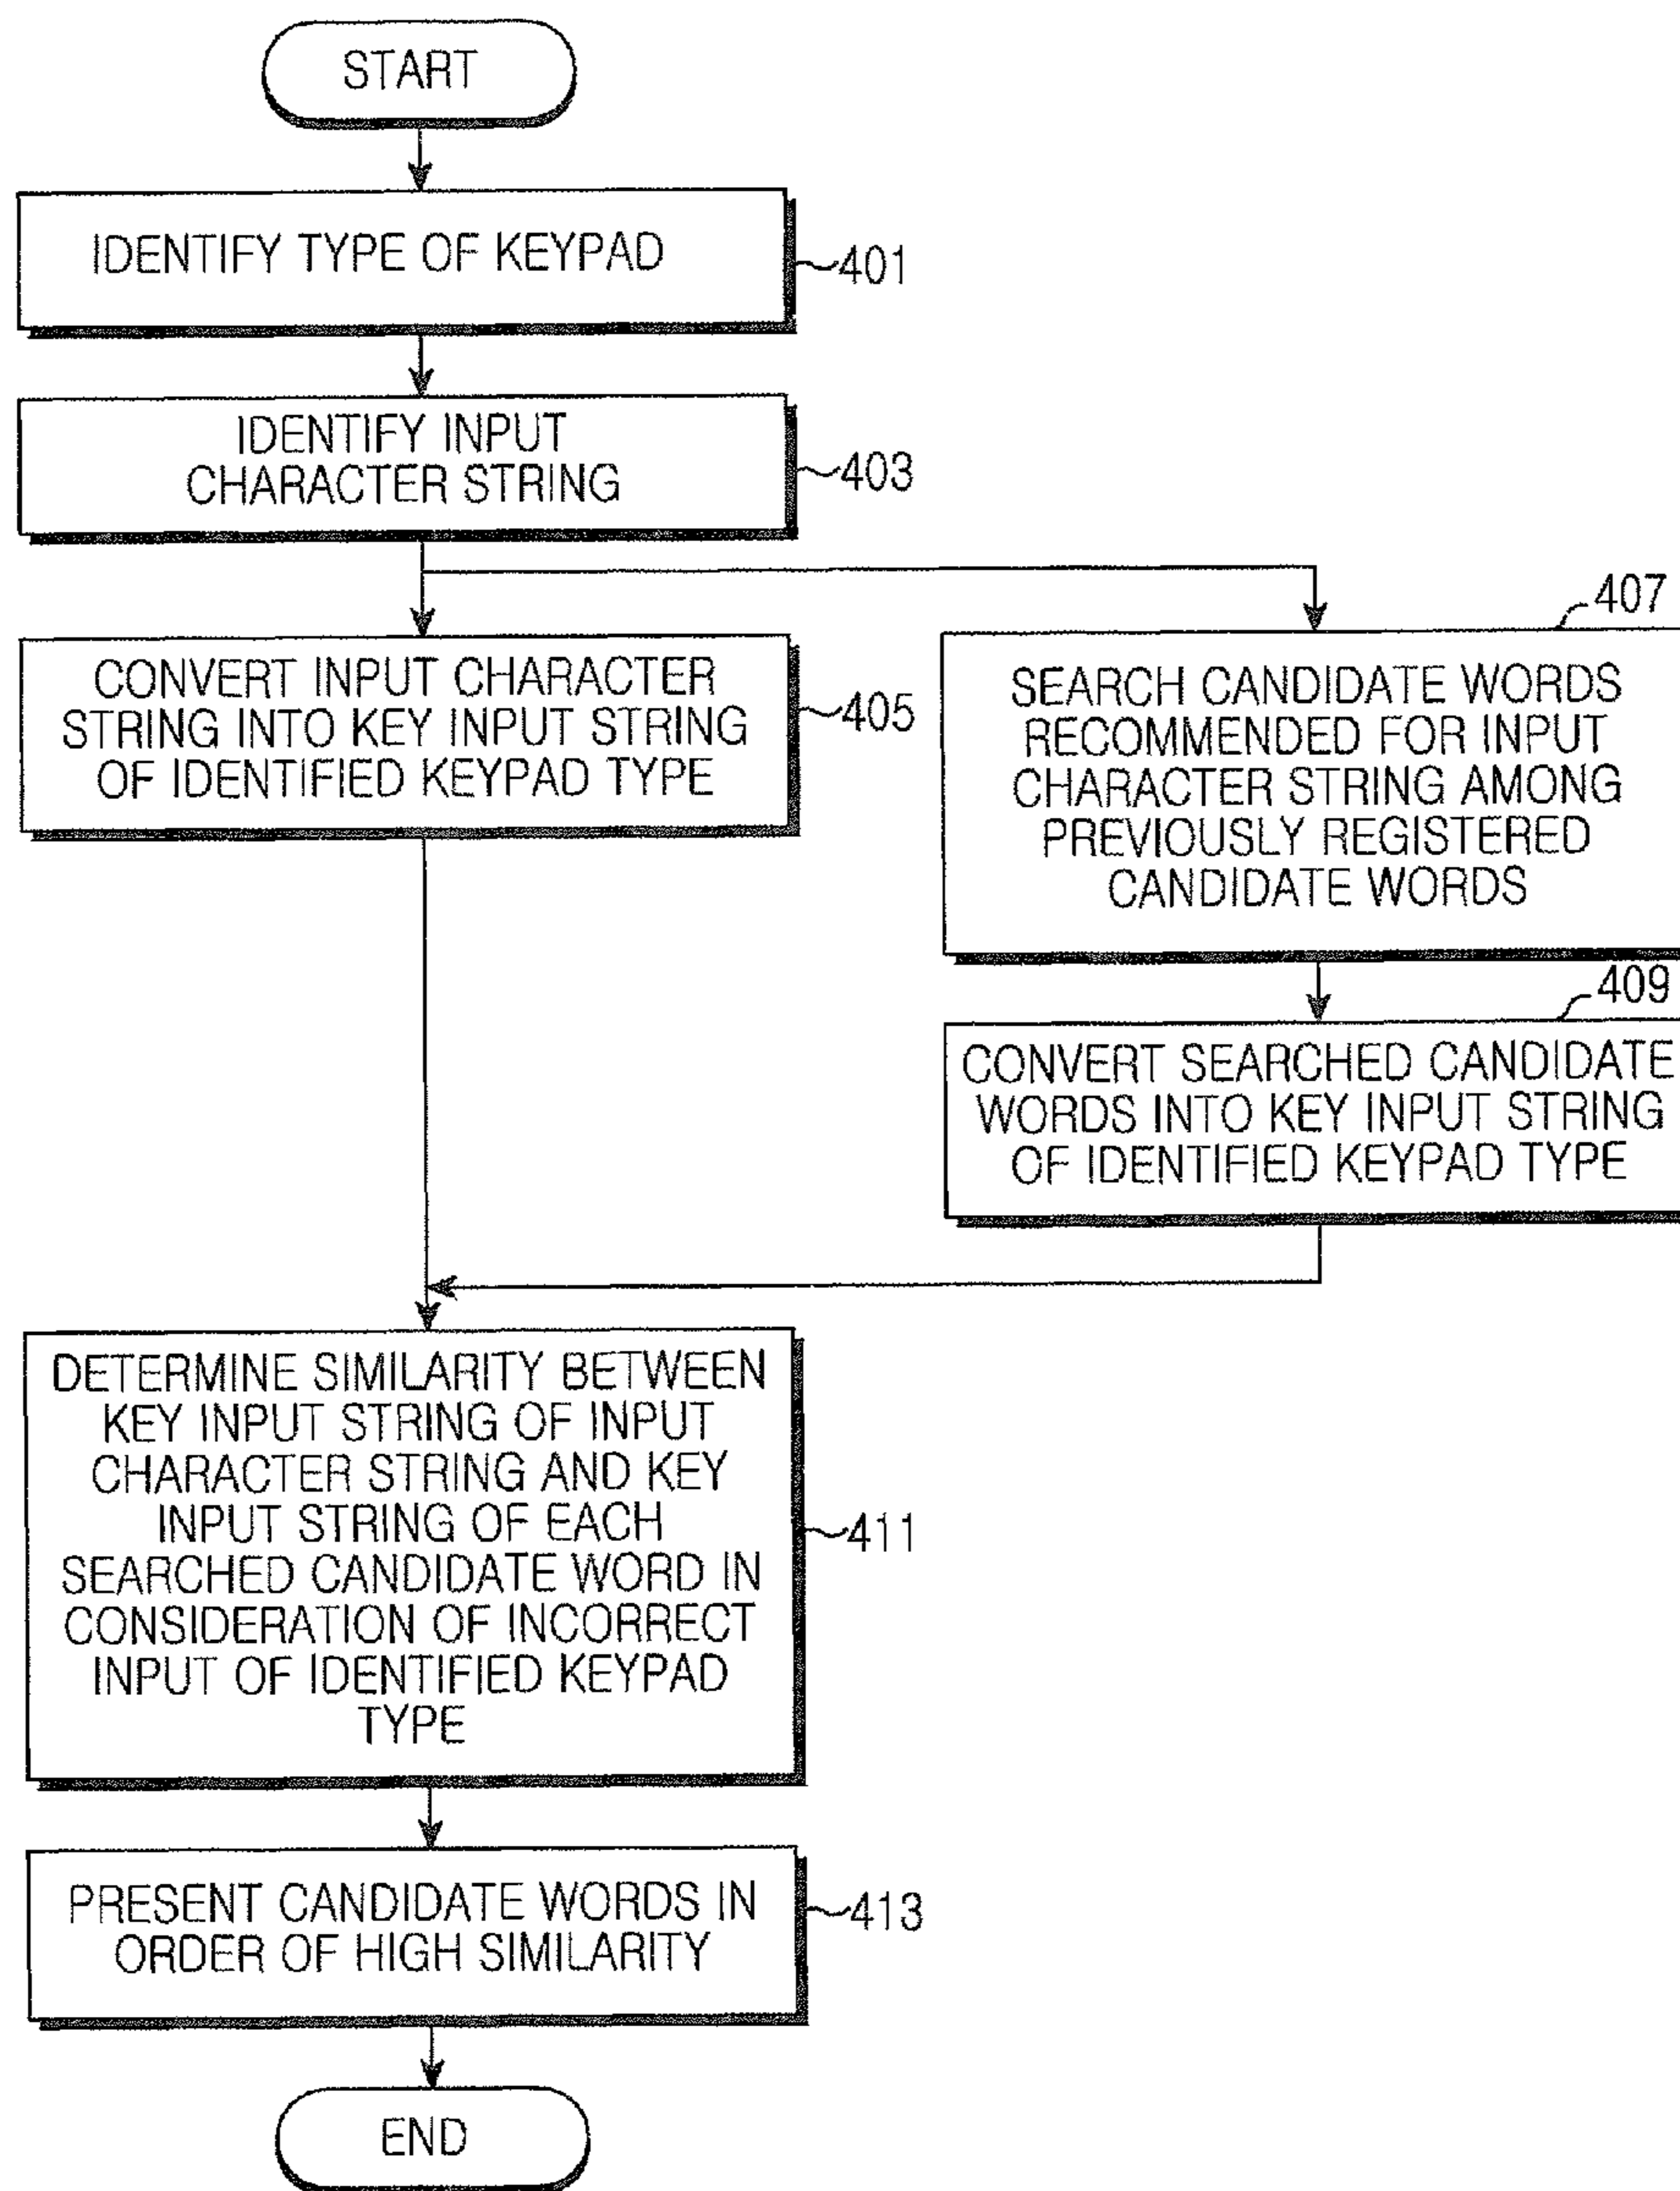 START
IDENTIFY TYPE OF KEYPAD
401
IDENTIFY INPUT
CHARACTER STRING
403
CONVERT INPUT CHARACTER
STRING INTO KEY INPUT STRING
OF IDENTIFIED KEYPAD TYPE
405
407
SEARCH CANDIDATE WORDS
RECOMMENDED FOR INPUT
CHARACTER STRING AMONG
PREVIOUSLY REGISTERED
CANDIDATE WORDS
409
CONVERT SEARCHED CANDIDATE
WORDS INTO KEY INPUT STRING
OF IDENTIFIED KEYPAD TYPE
DETERMINE SIMILARITY BETWEEN
KEY INPUT STRING OF INPUT
CHARACTER STRING AND KEY
INPUT STRING OF EACH
SEARCHED CANDIDATE WORD IN
CONSIDERATION OF INCORRECT
INPUT OF IDENTIFIED KEYPAD
TYPE
411
PRESENT CANDIDATE WORDS IN
ORDER OF HIGH SIMILARITY
413
END